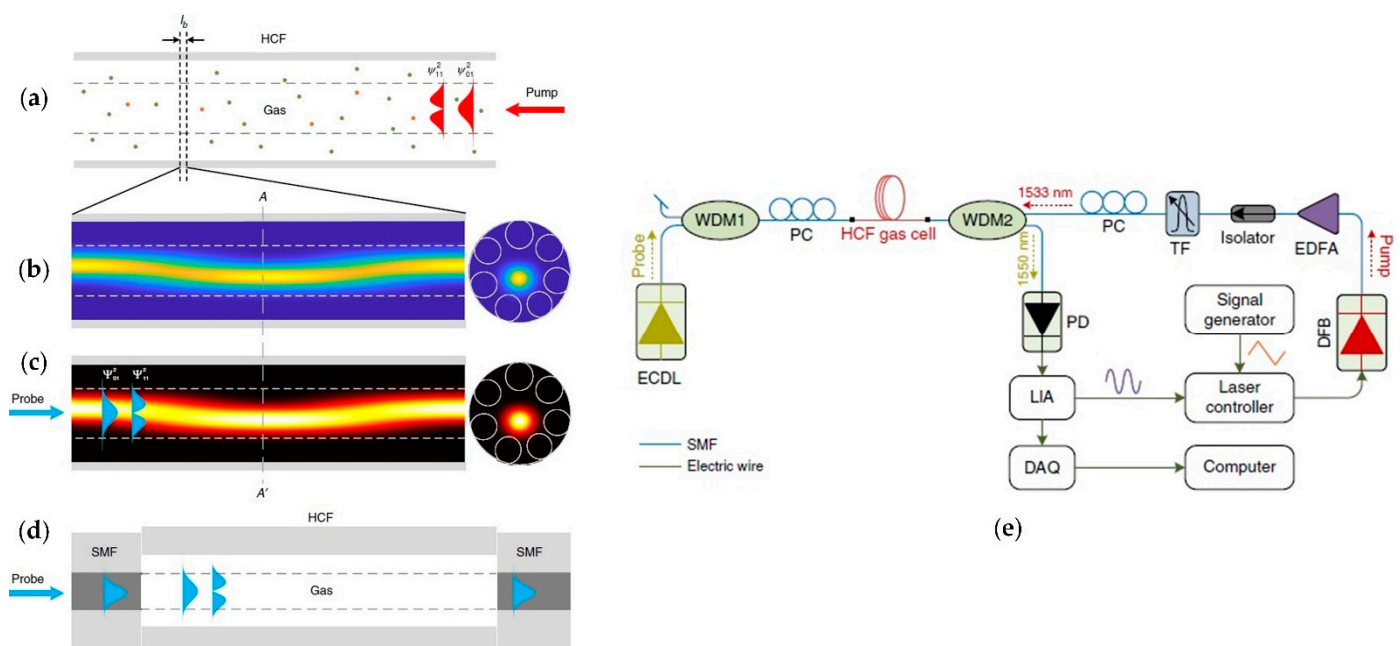 l_b
HCF
(a)
ψ²₁₁ ψ²₀₁
Gas
Pump
A
(b)
(c)
Ψ²₀₁ Ψ²₁₁
Probe
A′
(d)
HCF
SMF
SMF
Probe
Gas
1533 nm
WDM1
WDM2
PC
HCF gas cell
PC
TF
Isolator
EDFA
Probe
1550 nm
Pump
ECDL
PD
Signal
generator
DFB
LIA
Laser
controller
SMF
Electric wire
DAQ
Computer
(e)